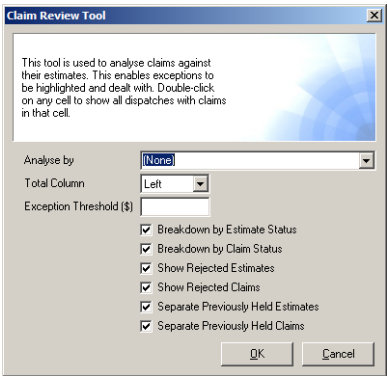 Claim Review Tool
This tool is used to analyse claims against
their estimates. This enables exceptions to
be highlighted and dealt with. Double-click
on any cell to show all dispatches with claims
in that cell.
Analyse by
(None)
Total Column
Left
Exception Threshold ($)
Breakdown by Estimate Status
Breakdown by Claim Status
Show Rejected Estimates
Show Rejected Claims
Separate Previously Held Estimates
Separate Previously Held Claims
OK
Cancel